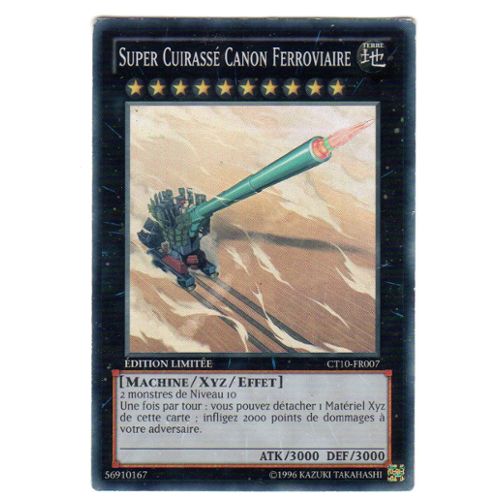 SUPER CUIRASSÉ CANON FERROVIAIRE
TERRE
地
ÉDITION LIMITÉE
CT10-FR007
[MACHINE/XYZ/EFFET]
2 monstres de Niveau 10
Une fois par tour : vous pouvez détacher 1 Matériel Xyz
de cette carte ; infligez 2000 points de dommages
à votre adversaire.
ATK/3000 DEF/3000
56910167
©1996 KAZUKI TAKAHASHI